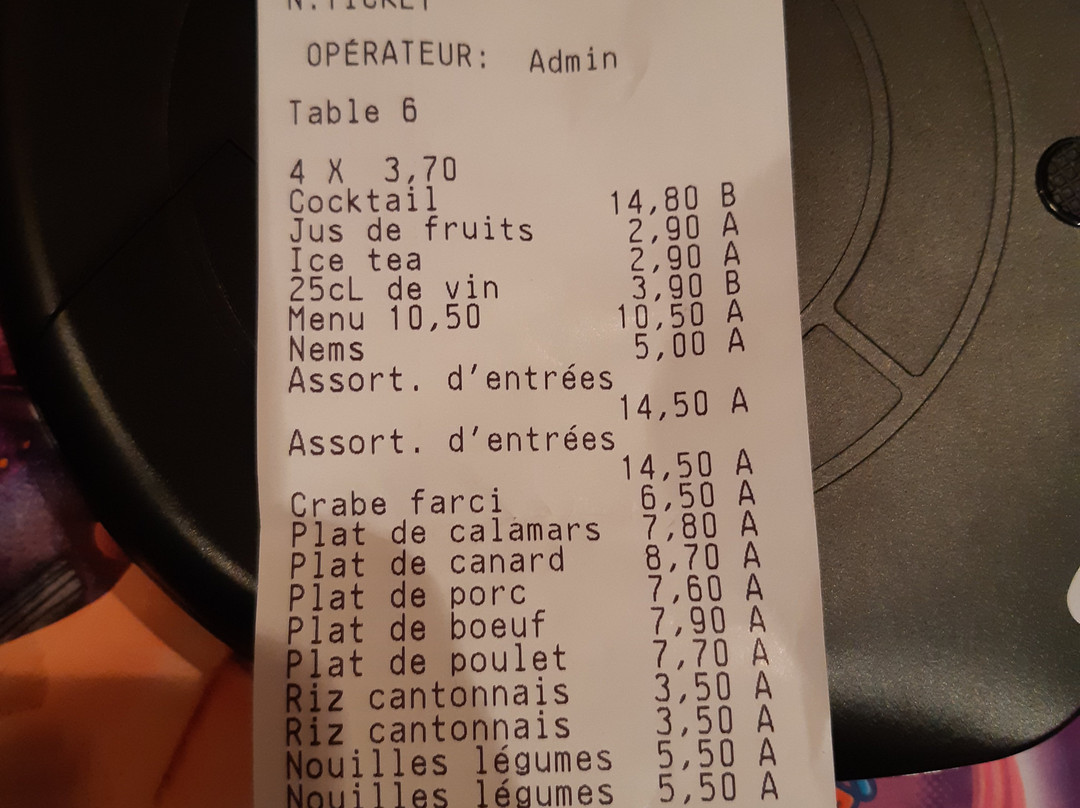 N.TICKET
OPÉRATEUR: Admin
Table 6
4 X 3,70
Cocktail 14,80 B
Jus de fruits 2,90 A
Ice tea 2,90 A
25cL de vin 3,90 B
Menu 10,50 10,50 A
Nems 5,00 A
Assort. d'entrées
14,50 A
Assort. d'entrées
14,50 A
Crabe farci 6,50 A
Plat de calamars 7,80 A
Plat de canard 8,70 A
Plat de porc 7,60 A
Plat de boeuf 7,90 A
Plat de poulet 7,70 A
Riz cantonnais 3,50 A
Riz cantonnais 3,50 A
Nouilles légumes 5,50 A
Nouilles légumes 5,50 A